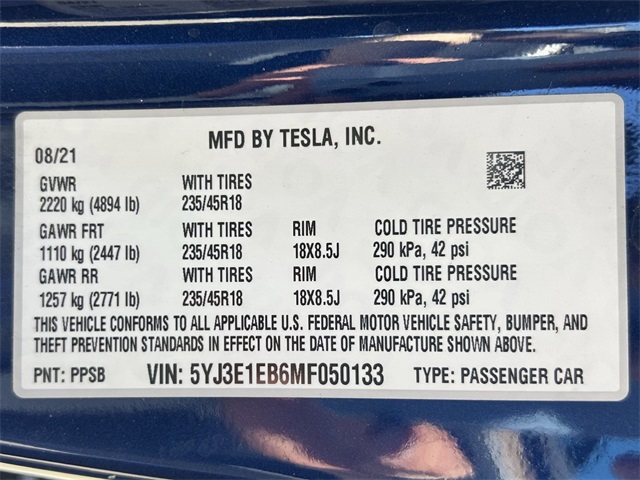 MFD BY TESLA, INC.
08/21
GVWR WITH TIRES
2220 kg (4894 lb) 235/45R18
GAWR FRT WITH TIRES RIM COLD TIRE PRESSURE
1110 kg (2447 lb) 235/45R18 18X8.5J 290 kPa, 42 psi
GAWR RR WITH TIRES RIM COLD TIRE PRESSURE
1257 kg (2771 lb) 235/45R18 18X8.5J 290 kPa, 42 psi
THIS VEHICLE CONFORMS TO ALL APPLICABLE U.S. FEDERAL MOTOR VEHICLE SAFETY, BUMPER, AND
THEFT PREVENTION STANDARDS IN EFFECT ON THE DATE OF MANUFACTURE SHOWN ABOVE.
PNT: PPSB VIN: 5YJ3E1EB6MF050133 TYPE: PASSENGER CAR